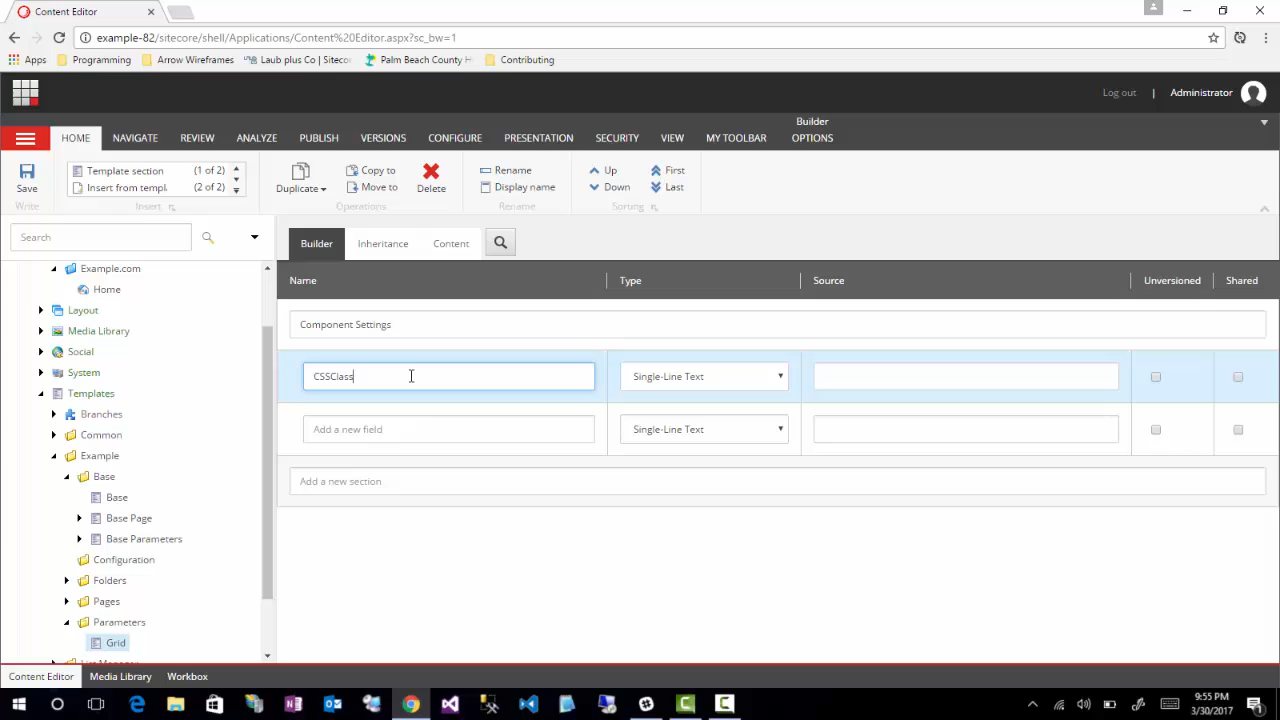 Content Editor
example-82/sitecore/shell/Applications/Content%20Editor.aspx?sc_bw=1
Apps Programming Arrow Wireframes Laub plus Co | Sitec Palm Beach County H Contributing
Log out | Administrator
Builder
HOME NAVIGATE REVIEW ANALYZE PUBLISH VERSIONS CONFIGURE PRESENTATION SECURITY VIEW MY TOOLBAR OPTIONS
Template section (1 of 2)
Insert from templ (2 of 2)
Save
Duplicate
Copy to
Move to
Delete
Rename
Display name
Up
Down
First
Last
Write Insert Operations Rename Sorting
Search
Builder Inheritance Content
Example.com
Home
Layout
Media Library
Social
System
Templates
Branches
Common
Example
Base
Base
Base Page
Base Parameters
Configuration
Folders
Pages
Parameters
Grid
Name Type Source Unversioned Shared
Component Settings
CSSClass Single-Line Text
Add a new field Single-Line Text
Add a new section
Content Editor Media Library Workbox
9:55 PM
3/30/2017